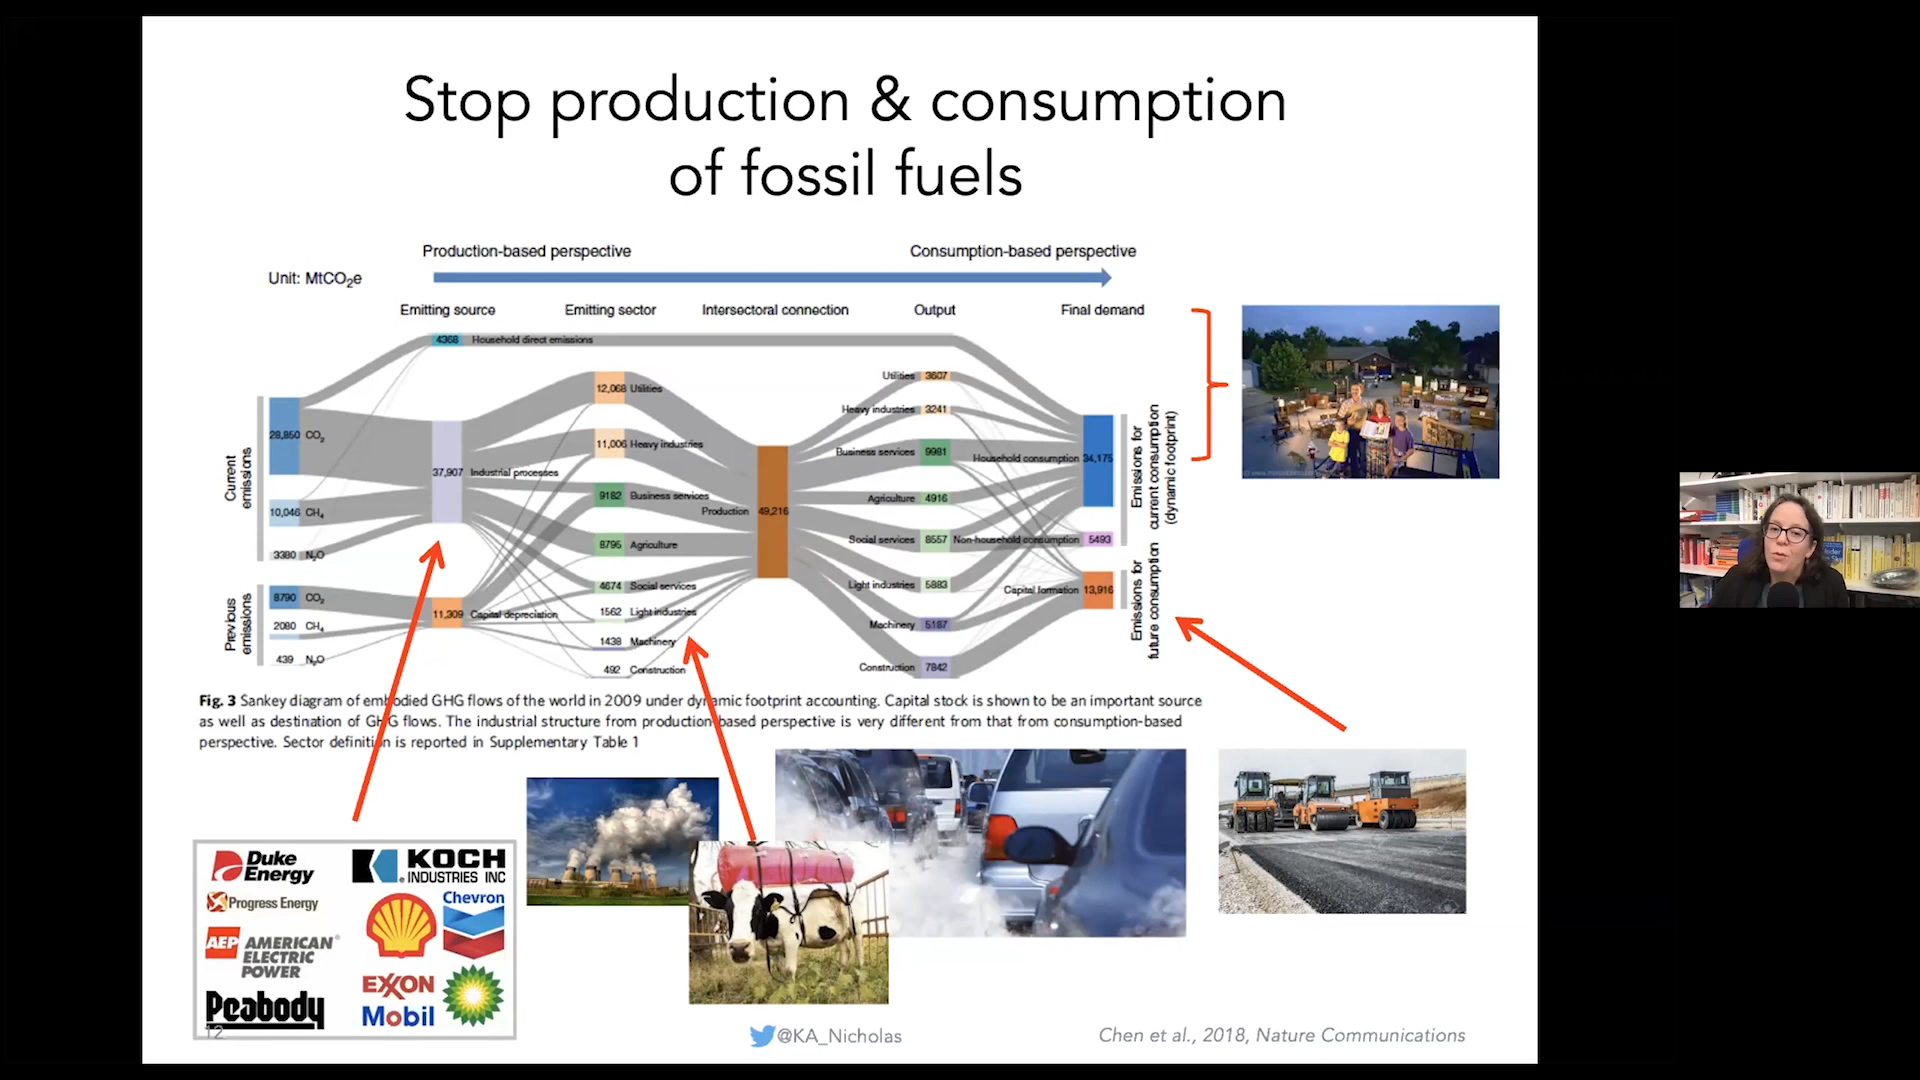 Stop production & consumption
of fossil fuels
Production-based perspective
Consumption-based perspective
Unit: MtCO₂e
Emitting source
Emitting sector
Intersectoral connection
Output
Final demand
4368 Household direct emissions
12,068 Utilities
11,006 Heavy industries
9182 Business services
8795 Agriculture
4674 Social services
1562 Light industries
1438 Machinery
492 Construction
Current
emissions
28,850 CO₂
10,046 CH₄
3380 N₂O
37,907 Industrial processes
Previous
emissions
8790 CO₂
2080 CH₄
439 N₂O
11,309 Capital depreciation
Production 49,216
Utilities 3607
Heavy industries 3241
Business services 9981
Agriculture 4916
Social services 8557
Light industries 5883
Machinery 5187
Construction 7842
Household consumption 34,175
Non-household consumption 5493
Capital formation 13,916
Emissions for
current consumption
(dynamic footprint)
Emissions for
future consumption
Fig. 3 Sankey diagram of embodied GHG flows of the world in 2009 under dynamic footprint accounting. Capital stock is shown to be an important source
as well as destination of GHG flows. The industrial structure from production-based perspective is very different from that from consumption-based
perspective. Sector definition is reported in Supplementary Table 1
Duke
Energy
Progress Energy
AEP AMERICAN®
ELECTRIC
POWER
Peabody
KOCH
INDUSTRIES INC
Chevron
EXXON
Mobil
12
@KA_Nicholas
Chen et al., 2018, Nature Communications